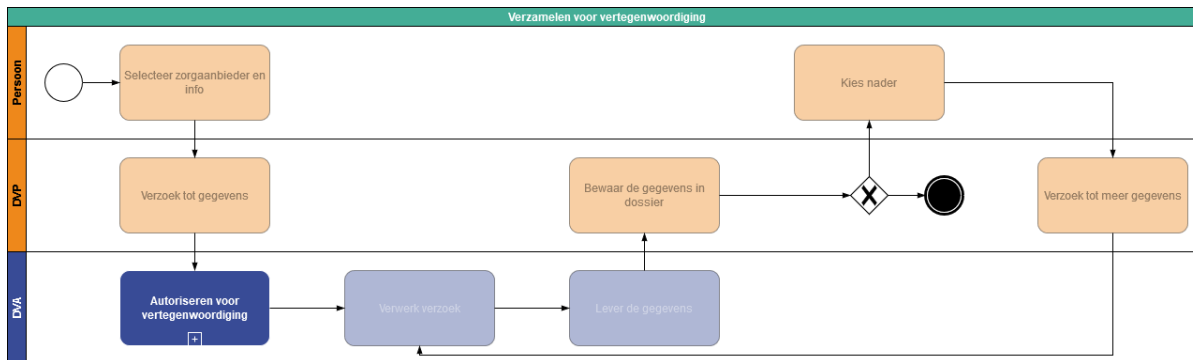 Verzamelen voor vertegenwoordiging
Persoon
Selecteer zorgaanbieder en
info
Kies nader
DVP
Verzoek tot gegevens
Bewaar de gegevens in
dossier
Verzoek tot meer gegevens
DVA
Autoriseren voor
vertegenwoordiging
Verwerk verzoek
Lever de gegevens